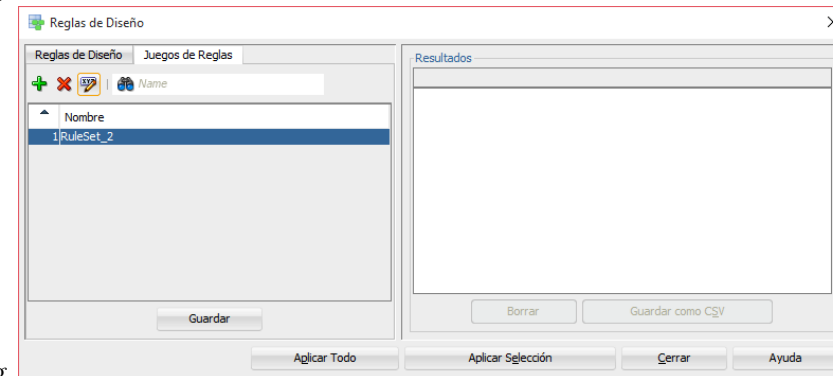 Reglas de Diseño
Reglas de Diseño Juegos de Reglas
Name
Nombre
1 RuleSet_2
Guardar
Resultados
Borrar Guardar como CSV
Aplicar Todo Aplicar Selección Cerrar Ayuda